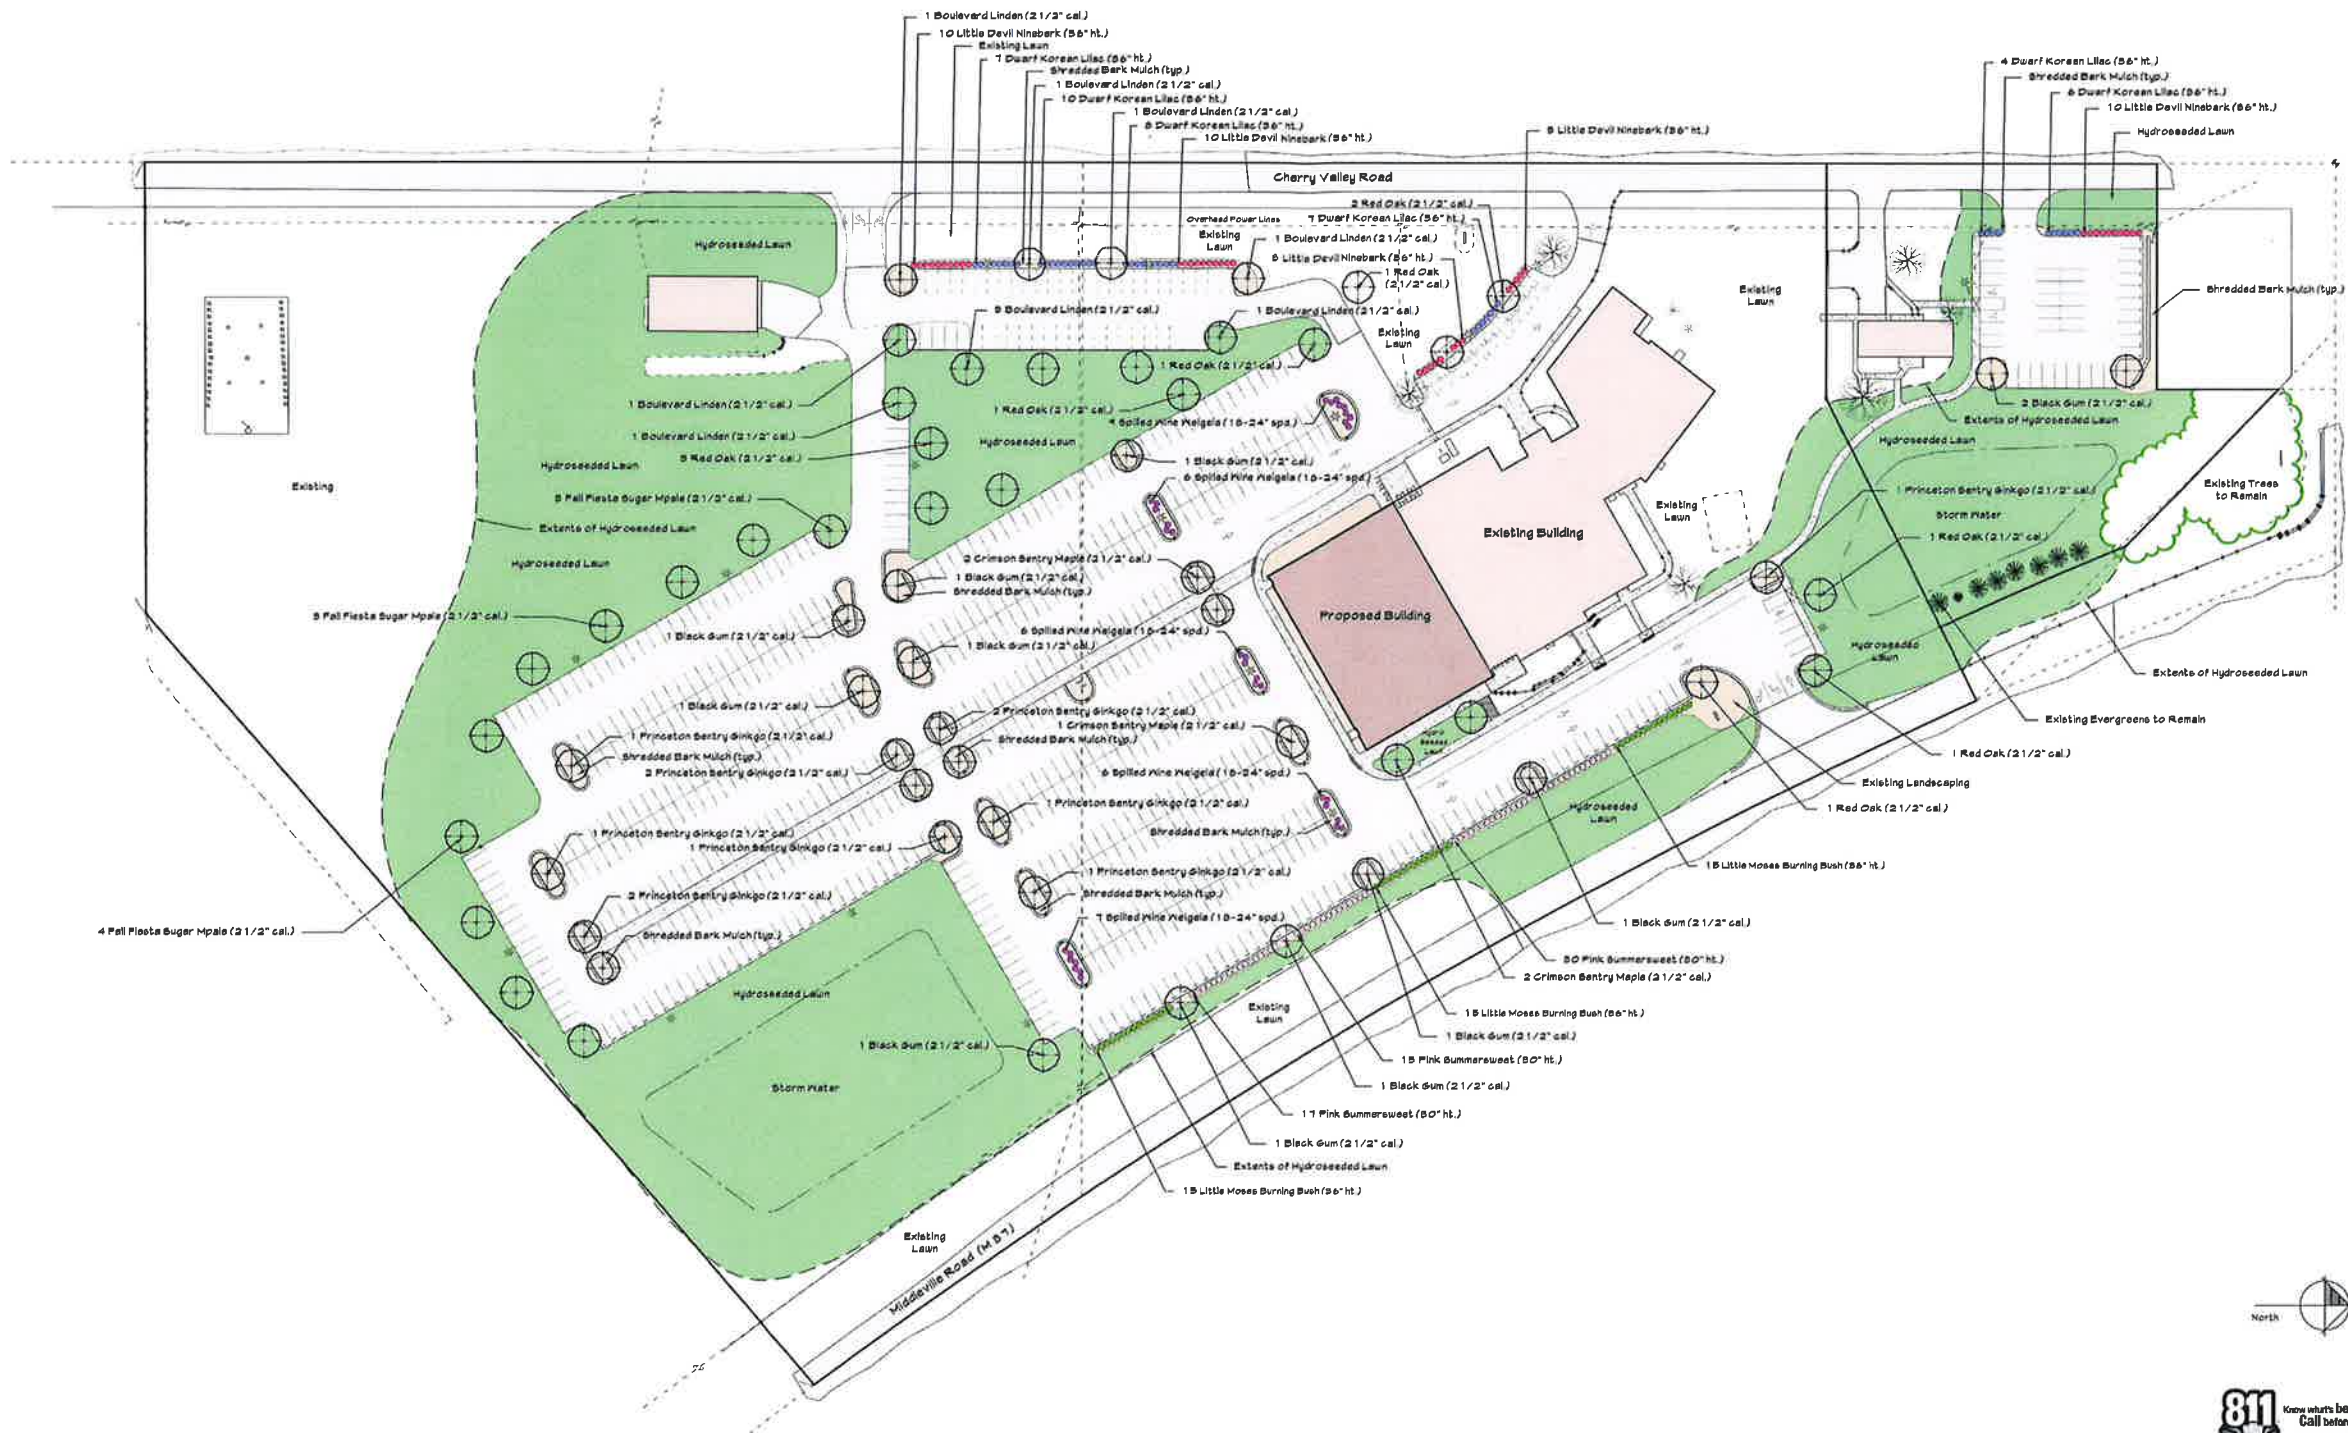 1 Boulevard Linden (2 1/2" cal.)
10 Little Devil Ninebark (36" ht.)
Existing Lawn
7 Dwarf Korean Lilac (36" ht.)
Shredded Bark Mulch (typ.)
1 Boulevard Linden (2 1/2" cal.)
10 Dwarf Korean Lilac (36" ht.)
1 Boulevard Linden (2 1/2" cal.)
8 Dwarf Korean Lilac (36" ht.)
10 Little Devil Ninebark (36" ht.)
5 Little Devil Ninebark (36" ht.)
4 Dwarf Korean Lilac (36" ht.)
Shredded Bark Mulch (typ.)
6 Dwarf Korean Lilac (36" ht.)
10 Little Devil Ninebark (36" ht.)
Hydroseeded Lawn
Cherry Valley Road
2 Red Oak (2 1/2" cal.)
Overhead Power Lines
7 Dwarf Korean Lilac (36" ht.)
Existing
Lawn
1 Boulevard Linden (2 1/2" cal.)
Hydroseeded Lawn
Little Devil Ninebark (36" ht.)
1 Red Oak
(2 1/2" cal.)
Existing
Lawn
Shredded Bark Mulch (typ.)
Boulevard Linden (2 1/2" cal.)
1 Boulevard Linden (2 1/2" cal.)
Existing
Lawn
1 Red Oak (2 1/2" cal.)
1 Boulevard Linden (2 1/2" cal.)
1 Red Oak (2 1/2" cal.)
2 Black Gum (2 1/2" cal.)
Extents of Hydroseeded Lawn
Spilled Wine Weigela (18-24" spd.)
1 Boulevard Linden (2 1/2" cal.)
Hydroseeded Lawn
Hydroseeded Lawn
Red Oak (2 1/2" cal.)
1 Black Gum (2 1/2" cal.)
Hydroseeded Lawn
6 Spilled Wine Weigela (18-24" spd.)
Existing
Existing Trees
to Remain
1 Princeton Sentry Ginkgo (2 1/2" cal.)
Fall Fiesta Sugar Mpale (2 1/2" cal.)
Existing
Lawn
Storm Water
Extents of Hydroseeded Lawn
Existing Building
1 Red Oak (2 1/2" cal.)
Hydroseeded Lawn
2 Crimson Sentry Maple (2 1/2" cal.)
1 Black Gum (2 1/2" cal.)
Shredded Bark Mulch (typ.)
Fall Fiesta Sugar Mpale (2 1/2" cal.)
Proposed Building
1 Black Gum (2 1/2" cal.)
6 Spilled Wine Weigela (18-24" spd.)
1 Black Gum (2 1/2" cal.)
Hydroseeded
Lawn
Extents of Hydroseeded Lawn
1 Black Gum (2 1/2" cal.)
2 Princeton Sentry Ginkgo (2 1/2" cal.)
1 Crimson Sentry Maple (2 1/2" cal.)
Existing Evergreens to Remain
1 Princeton Sentry Ginkgo (2 1/2" cal.)
Shredded Bark Mulch (typ.)
Hydro
Seeded
Lawn
Shredded Bark Mulch (typ.)
1 Red Oak (2 1/2" cal.)
2 Princeton Sentry Ginkgo (2 1/2" cal.)
6 Spilled Wine Weigela (18-24" spd.)
Existing Landscaping
1 Princeton Sentry Ginkgo (2 1/2" cal.)
Hydroseeded
Lawn
1 Red Oak (2 1/2" cal.)
1 Princeton Sentry Ginkgo (2 1/2" cal.)
Shredded Bark Mulch (typ.)
1 Princeton Sentry Ginkgo (2 1/2" cal.)
15 Little Moses Burning Bush (36" ht.)
1 Princeton Sentry Ginkgo (2 1/2" cal.)
Shredded Bark Mulch (typ.)
2 Princeton Sentry Ginkgo (2 1/2" cal.)
7 Spilled Wine Weigela (18-24" spd.)
1 Black Gum (2 1/2" cal.)
4 Fall Fiesta Sugar Mpale (2 1/2" cal.)
Shredded Bark Mulch (typ.)
30 Pink Summersweet (30" ht.)
2 Crimson Sentry Maple (2 1/2" cal.)
Hydroseeded Lawn
Existing
Lawn
15 Little Moses Burning Bush (36" ht.)
1 Black Gum (2 1/2" cal.)
1 Black Gum (2 1/2" cal.)
15 Pink Summersweet (30" ht.)
Storm Water
1 Black Gum (2 1/2" cal.)
17 Pink Summersweet (30" ht.)
1 Black Gum (2 1/2" cal.)
Extents of Hydroseeded Lawn
15 Little Moses Burning Bush (36" ht.)
Existing
Lawn
Middleville Road (M 37)
North
811
Know what's be
Call befor